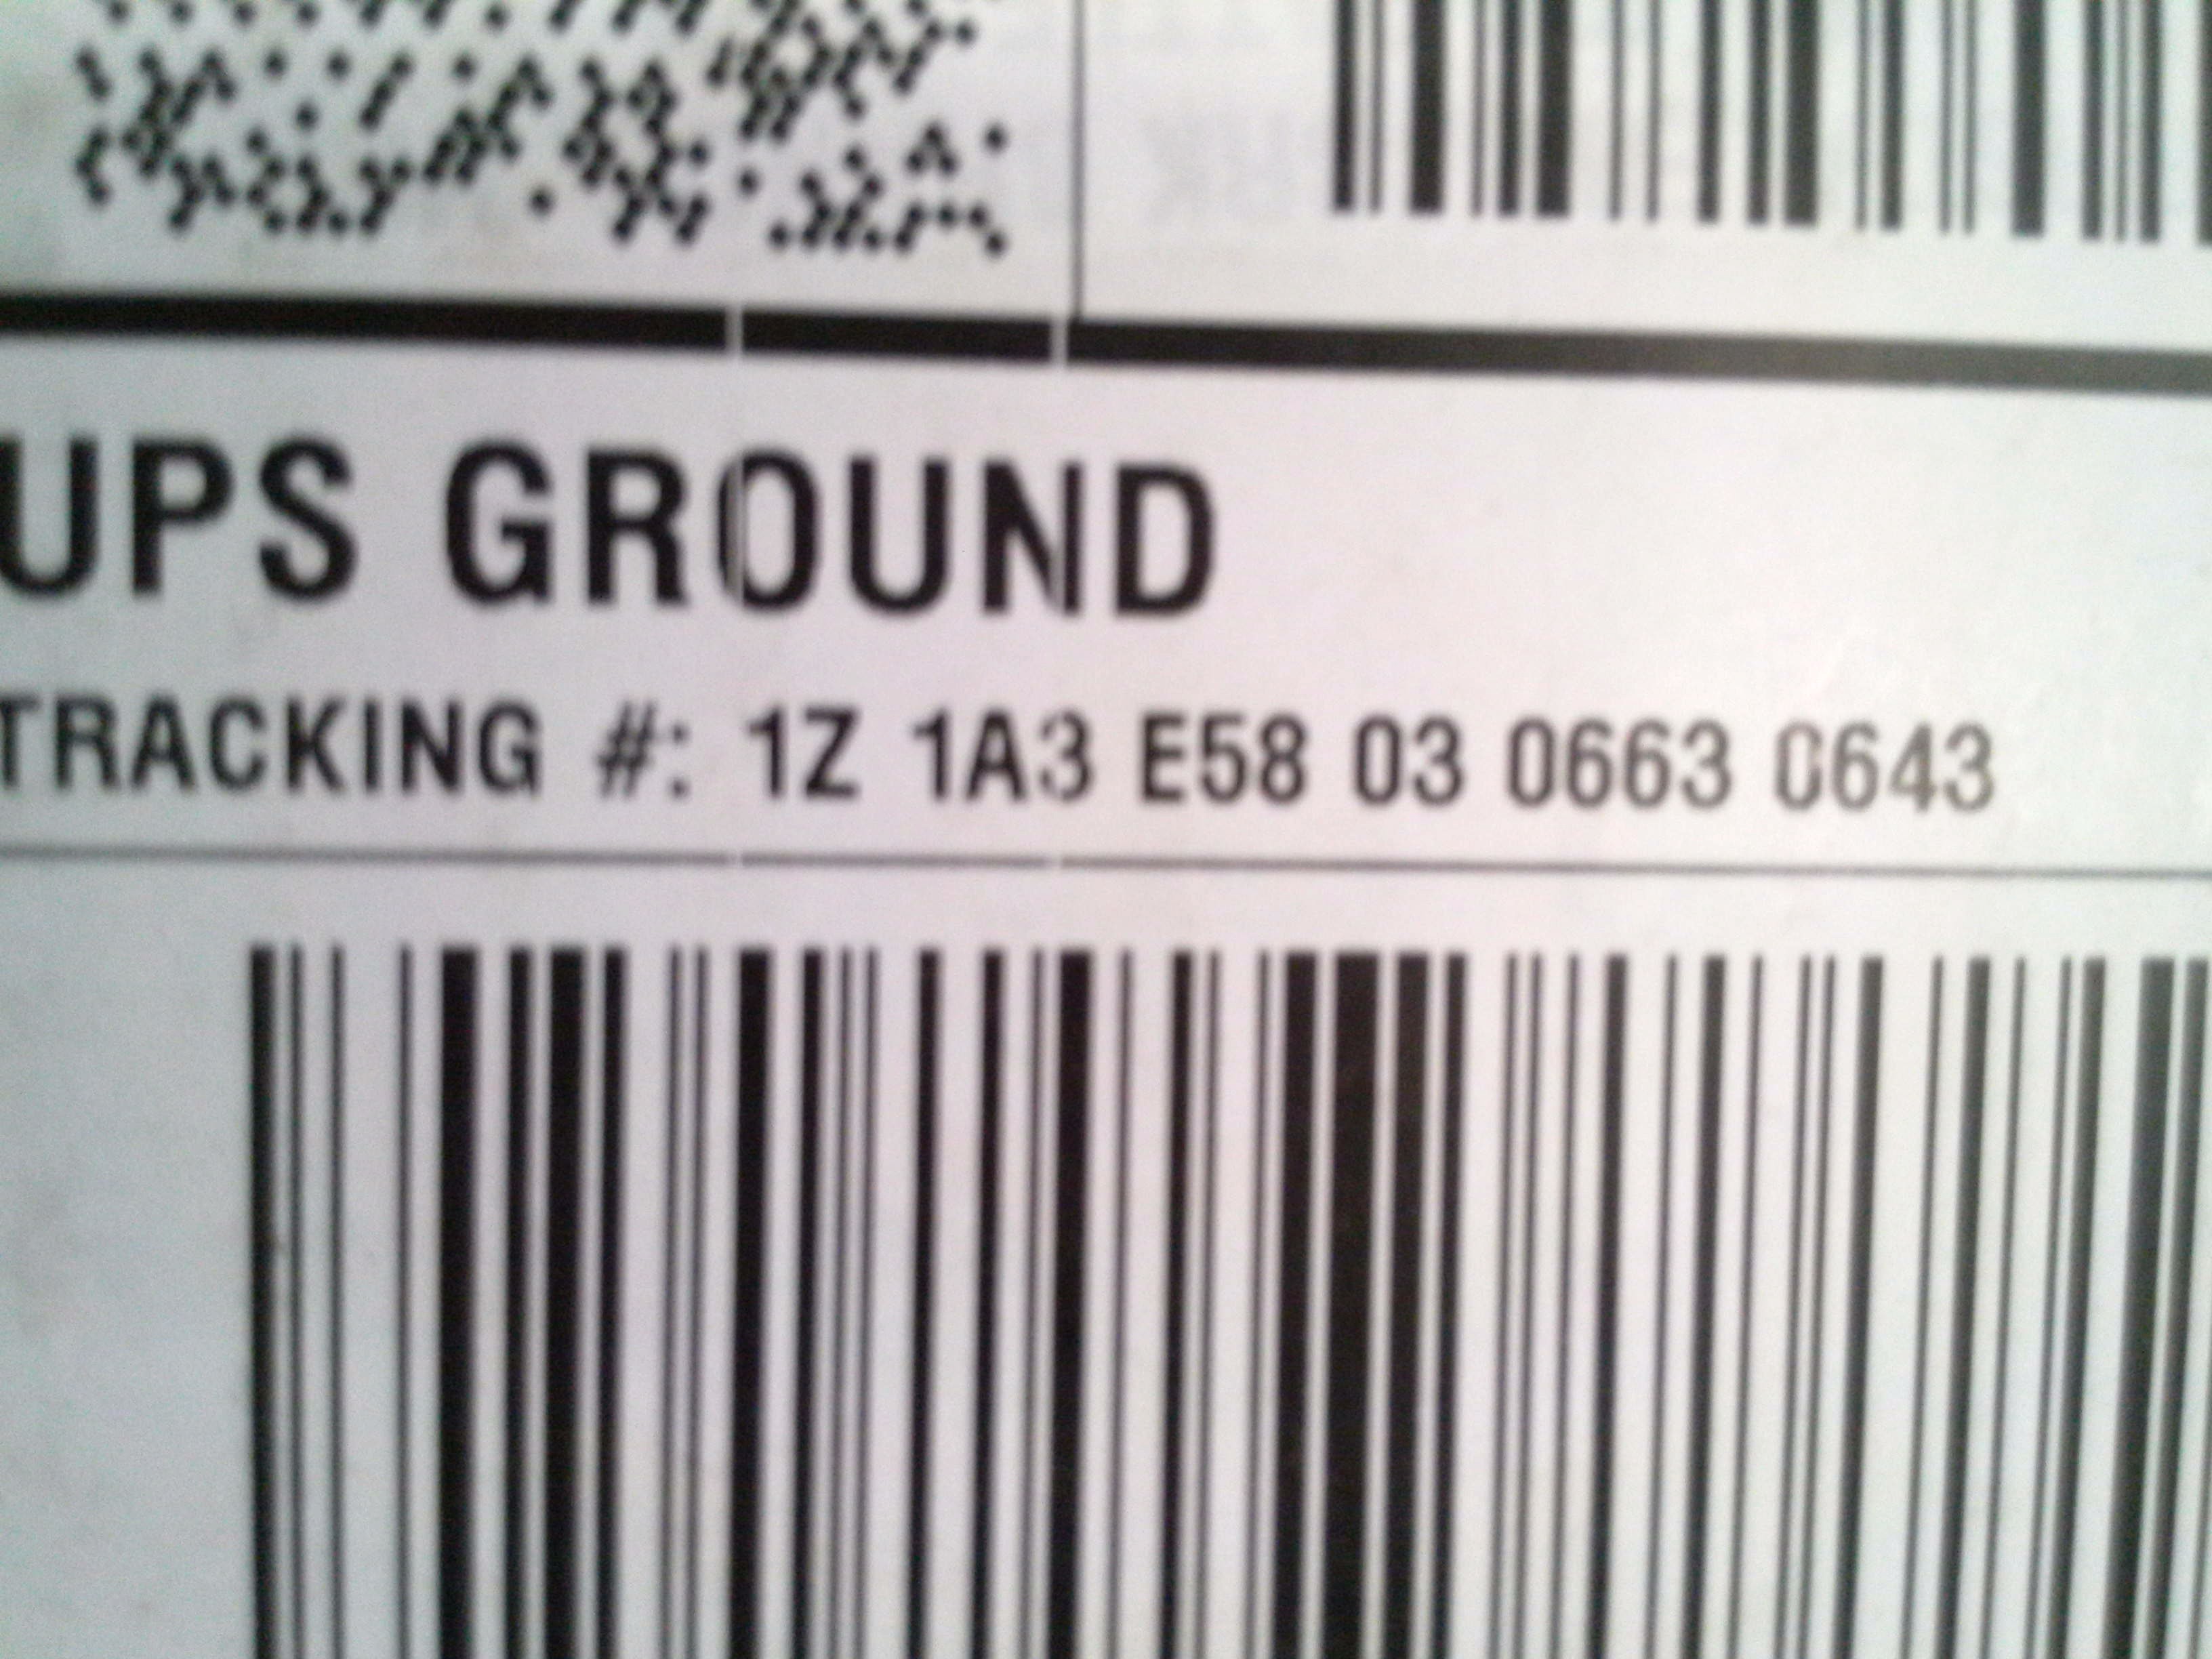 UPS GROUND
TRACKING #: 1Z 1A3 E58 03 0663 0643